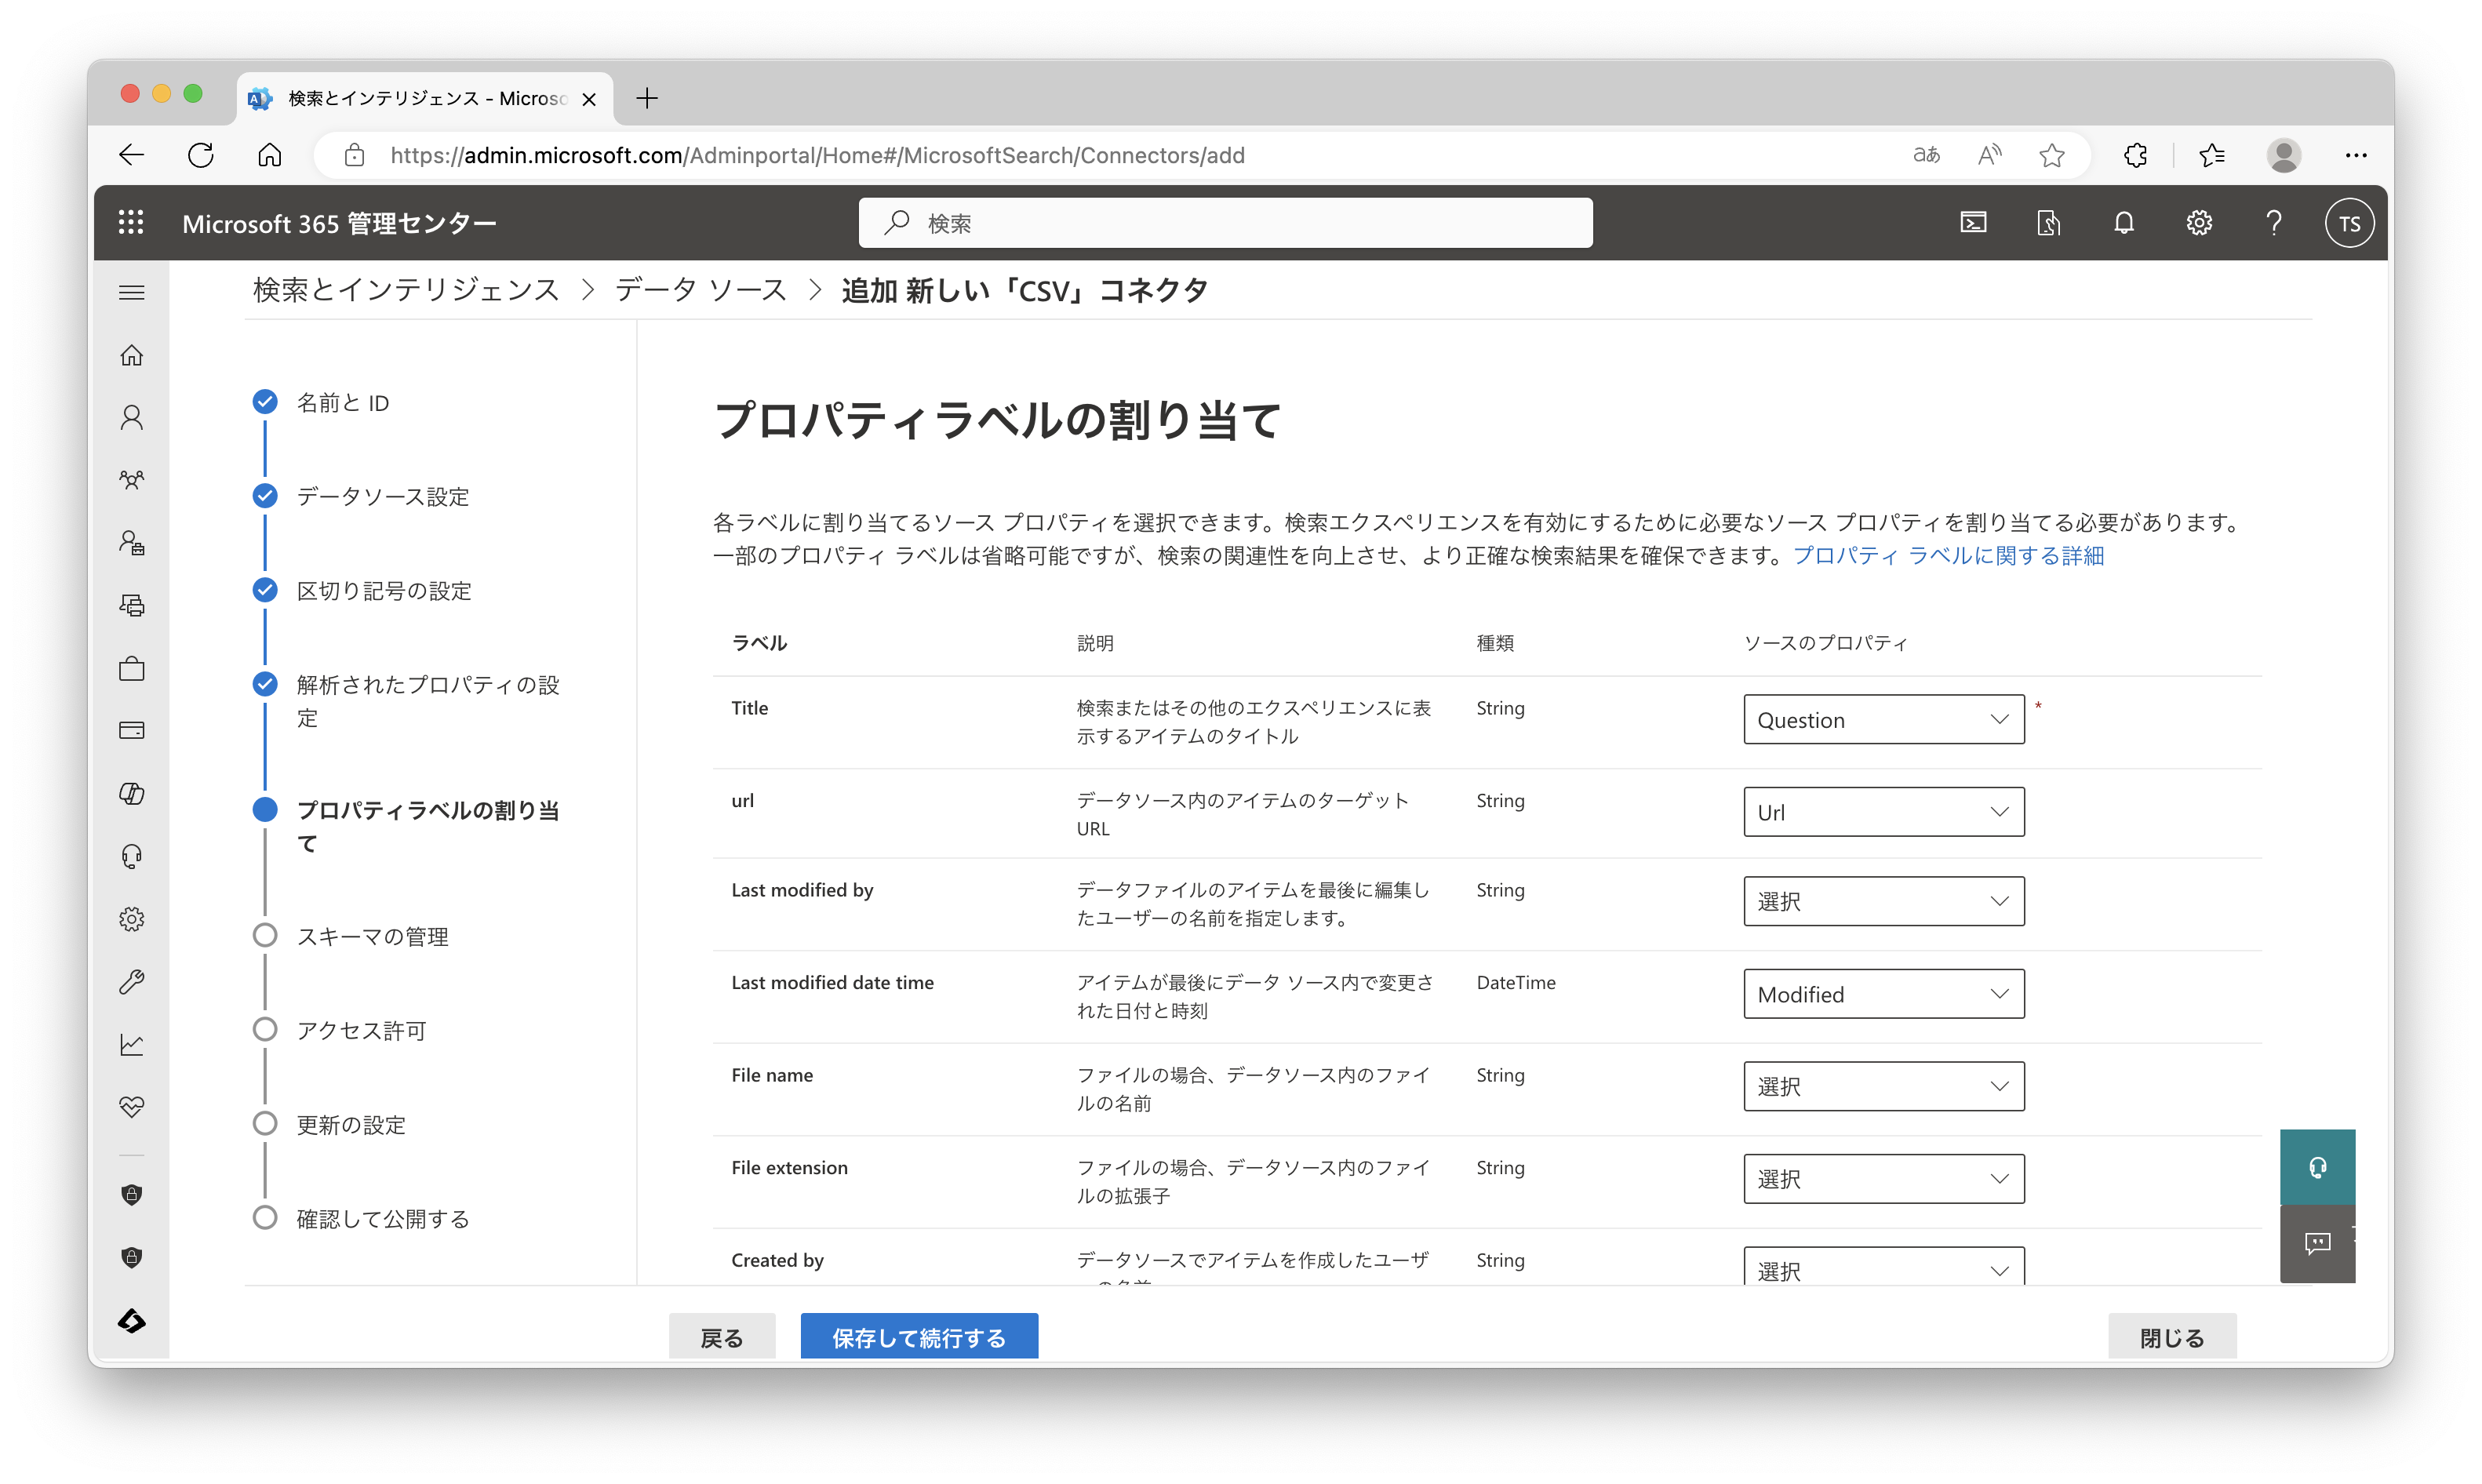 検索とインテリジェンス - Microso
https://admin.microsoft.com/Adminportal/Home#/MicrosoftSearch/Connectors/add
Microsoft 365 管理センター
検索
TS
検索とインテリジェンス > データ ソース > 追加 新しい「CSV」コネクタ
名前と ID
データソース設定
区切り記号の設定
解析されたプロパティの設
定
プロパティラベルの割り当
て
スキーマの管理
アクセス許可
更新の設定
確認して公開する
プロパティラベルの割り当て
各ラベルに割り当てるソース プロパティを選択できます。検索エクスペリエンスを有効にするために必要なソース プロパティを割り当てる必要があります。
一部のプロパティ ラベルは省略可能ですが、検索の関連性を向上させ、より正確な検索結果を確保できます。プロパティ ラベルに関する詳細
ラベル 説明 種類 ソースのプロパティ
Title 検索またはその他のエクスペリエンスに表 String Question *
示するアイテムのタイトル
url データソース内のアイテムのターゲット String Url
URL
Last modified by データファイルのアイテムを最後に編集し String 選択
たユーザーの名前を指定します。
Last modified date time アイテムが最後にデータ ソース内で変更さ DateTime Modified
れた日付と時刻
File name ファイルの場合、データソース内のファイ String 選択
ルの名前
File extension ファイルの場合、データソース内のファイ String 選択
ルの拡張子
Created by データソースでアイテムを作成したユーザ String 選択
戻る 保存して続行する 閉じる